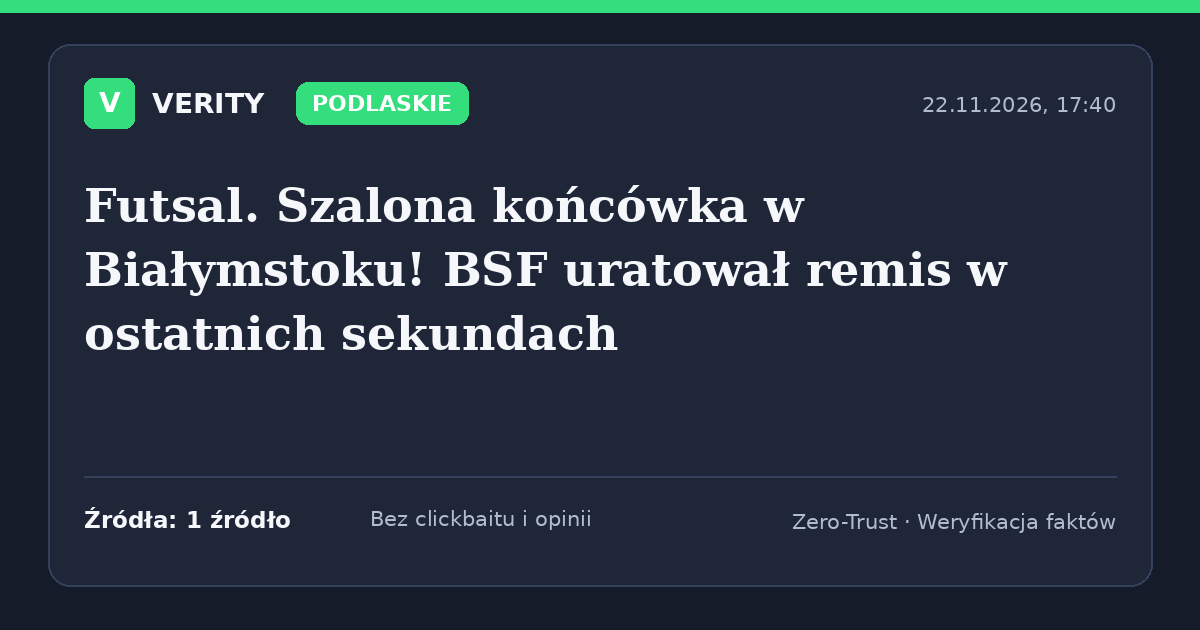 V VERITY PODLASKIE 22.11.2026, 17:40
Futsal. Szalona końcówka w
Białymstoku! BSF uratował remis w
ostatnich sekundach
Źródła: 1 źródło Bez clickbaitu i opinii Zero-Trust · Weryfikacja faktów